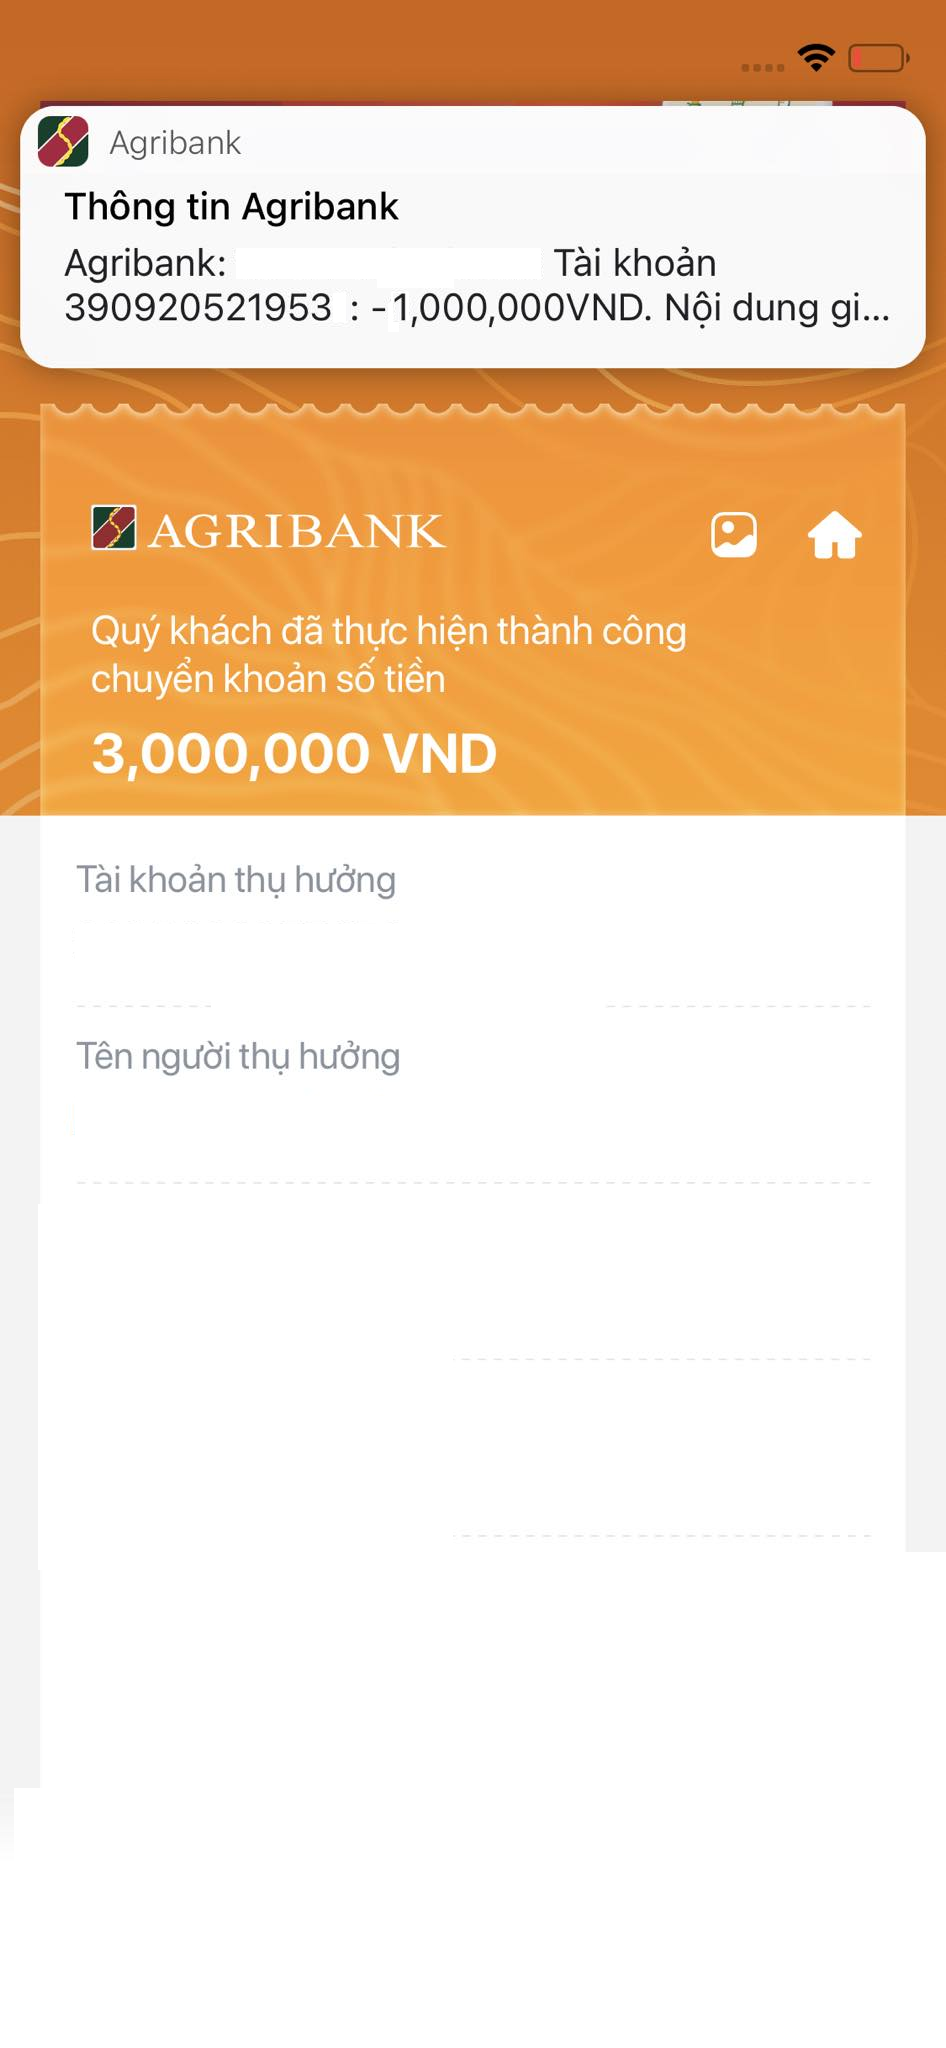 Agribank
Thông tin Agribank
Agribank: Tài khoản
390920521953 : -1,000,000VND. Nội dung gi...
AGRIBANK
Quý khách đã thực hiện thành công
chuyển khoản số tiền
3,000,000 VND
Tài khoản thụ hưởng
Tên người thụ hưởng